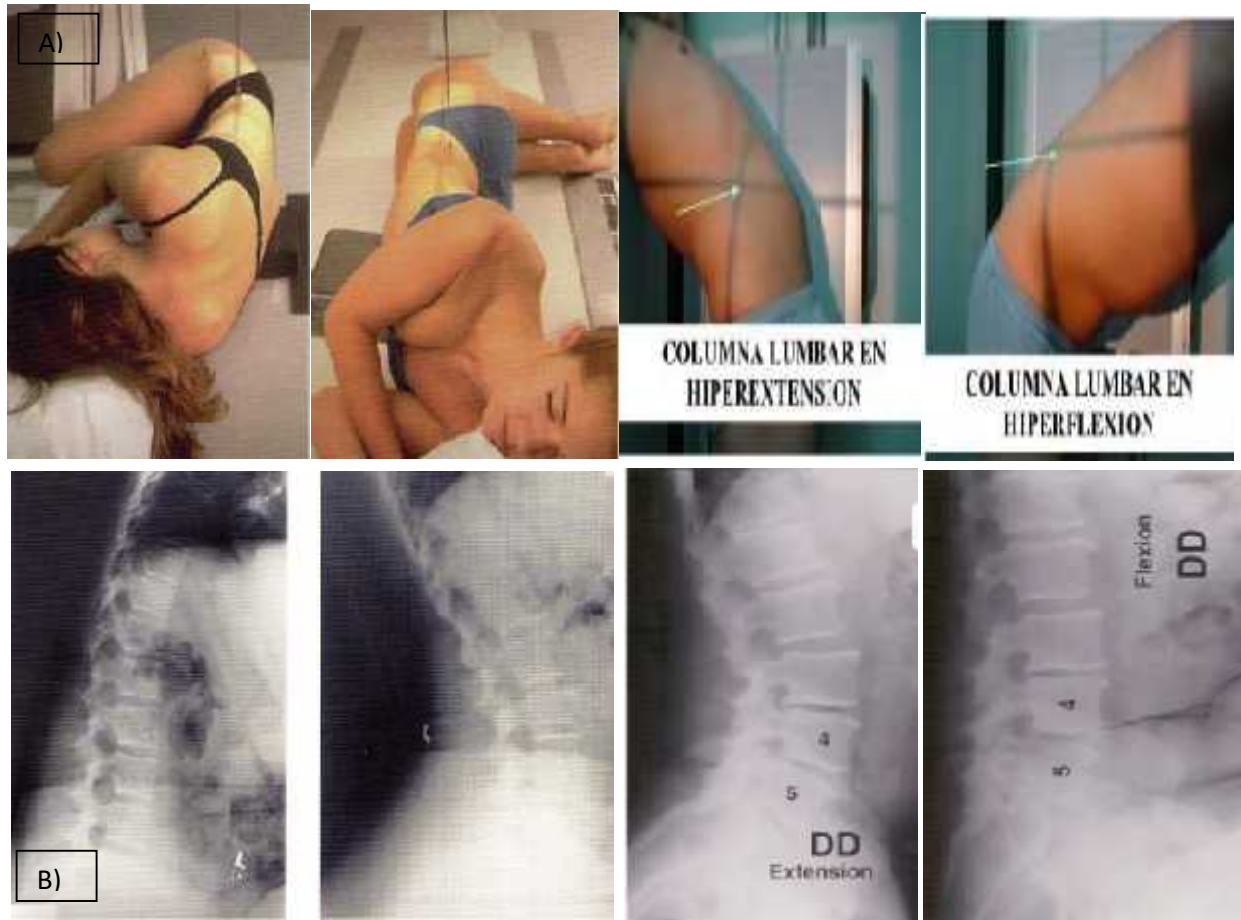 A)
COLUMNA LUMBAR EN
HIPEREXTENSION
COLUMNA LUMBAR EN
HIPERFLEXION
B)
4
5
DD
Extension
Flexion
DD
4
5